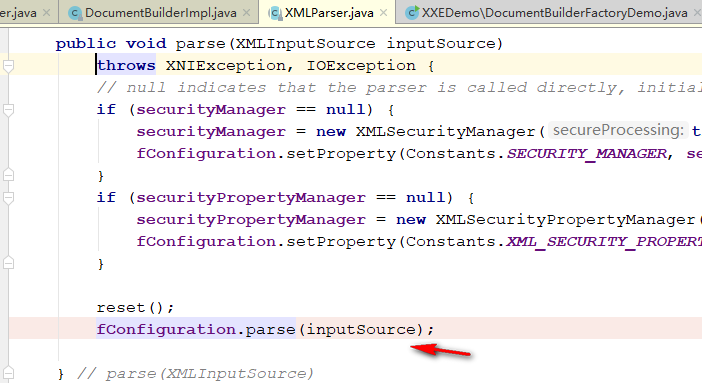 er.java DocumentBuilderImpl.java XMLParser.java XXEDemo\DocumentBuilderFactoryDemo.java
public void parse(XMLInputSource inputSource)
throws XNIException, IOException {
// null indicates that the parser is called directly, initial
if (securityManager == null) {
securityManager = new XMLSecurityManager( secureProcessing: t
fConfiguration.setProperty(Constants.SECURITY_MANAGER, se
}
if (securityPropertyManager == null) {
securityPropertyManager = new XMLSecurityPropertyManager(
fConfiguration.setProperty(Constants.XML_SECURITY_PROPERT
}
reset();
fConfiguration.parse(inputSource);
} // parse(XMLInputSource)